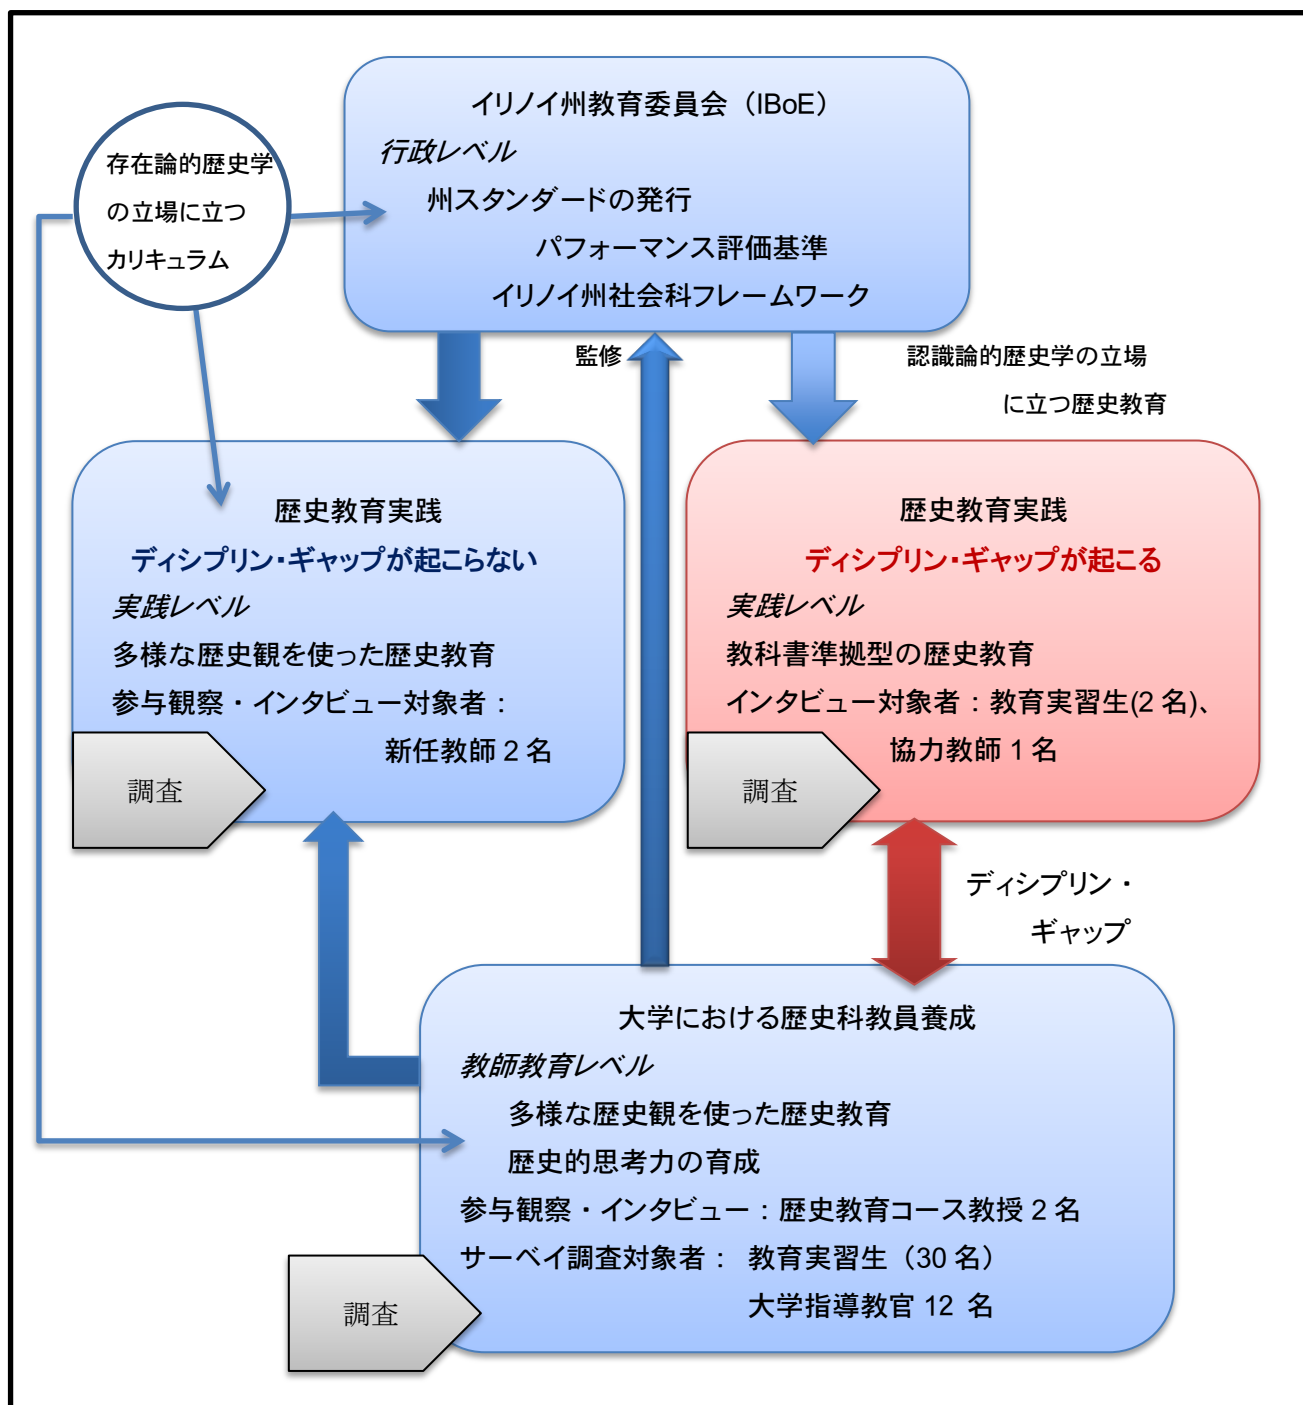 イリノイ州教育委員会（IBoE）
行政レベル
州スタンダードの発行
パフォーマンス評価基準
イリノイ州社会科フレームワーク
存在論的歴史学
の立場に立つ
カリキュラム
監修
認識論的歴史学の立場
に立つ歴史教育
歴史教育実践
ディシプリン・ギャップが起こらない
実践レベル
多様な歴史観を使った歴史教育
参与観察・インタビュー対象者：
新任教師 2 名
調査
歴史教育実践
ディシプリン・ギャップが起こる
実践レベル
教科書準拠型の歴史教育
インタビュー対象者：教育実習生(2 名)、
協力教師 1 名
調査
ディシプリン・
ギャップ
大学における歴史科教員養成
教師教育レベル
多様な歴史観を使った歴史教育
歴史的思考力の育成
参与観察・インタビュー：歴史教育コース教授 2 名
サーベイ調査対象者： 教育実習生（30 名）
大学指導教官 12 名
調査